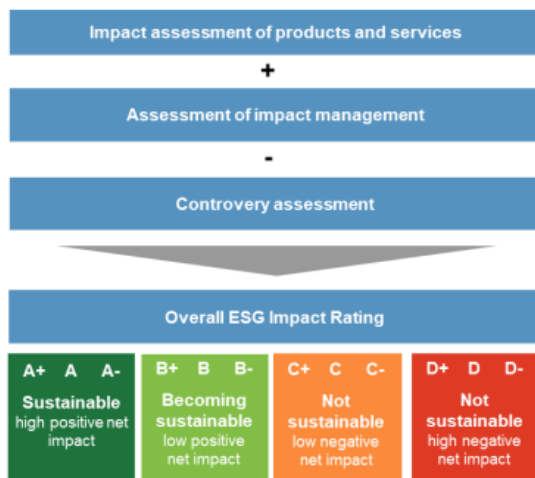 Impact assessment of products and services
+
Assessment of impact management
-
Controvery assessment
Overall ESG Impact Rating
A+ A A-
Sustainable
high positive net
impact
B+ B B-
Becoming
sustainable
low positive
net impact
C+ C C-
Not
sustainable
low negative
net impact
D+ D D-
Not
sustainable
high negative
net impact